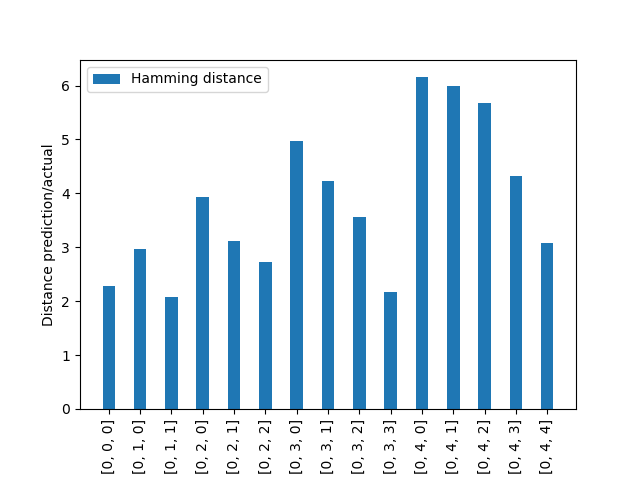 Hamming distance
Distance prediction/actual
6
5
4
3
2
1
0
[0, 0, 0]
[0, 1, 0]
[0, 1, 1]
[0, 2, 0]
[0, 2, 1]
[0, 2, 2]
[0, 3, 0]
[0, 3, 1]
[0, 3, 2]
[0, 3, 3]
[0, 4, 0]
[0, 4, 1]
[0, 4, 2]
[0, 4, 3]
[0, 4, 4]